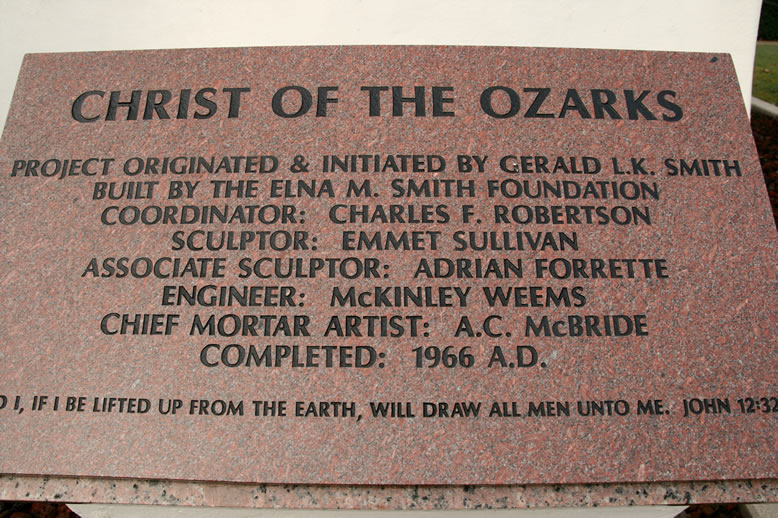 CHRIST OF THE OZARKS
PROJECT ORIGINATED & INITIATED BY GERALD L.K. SMITH
BUILT BY THE ELNA M. SMITH FOUNDATION
COORDINATOR: CHARLES F. ROBERTSON
SCULPTOR: EMMET SULLIVAN
ASSOCIATE SCULPTOR: ADRIAN FORRETTE
ENGINEER: McKINLEY WEEMS
CHIEF MORTAR ARTIST: A.C. McBRIDE
COMPLETED: 1966 A.D.
I, IF I BE LIFTED UP FROM THE EARTH, WILL DRAW ALL MEN UNTO ME. JOHN 12:32